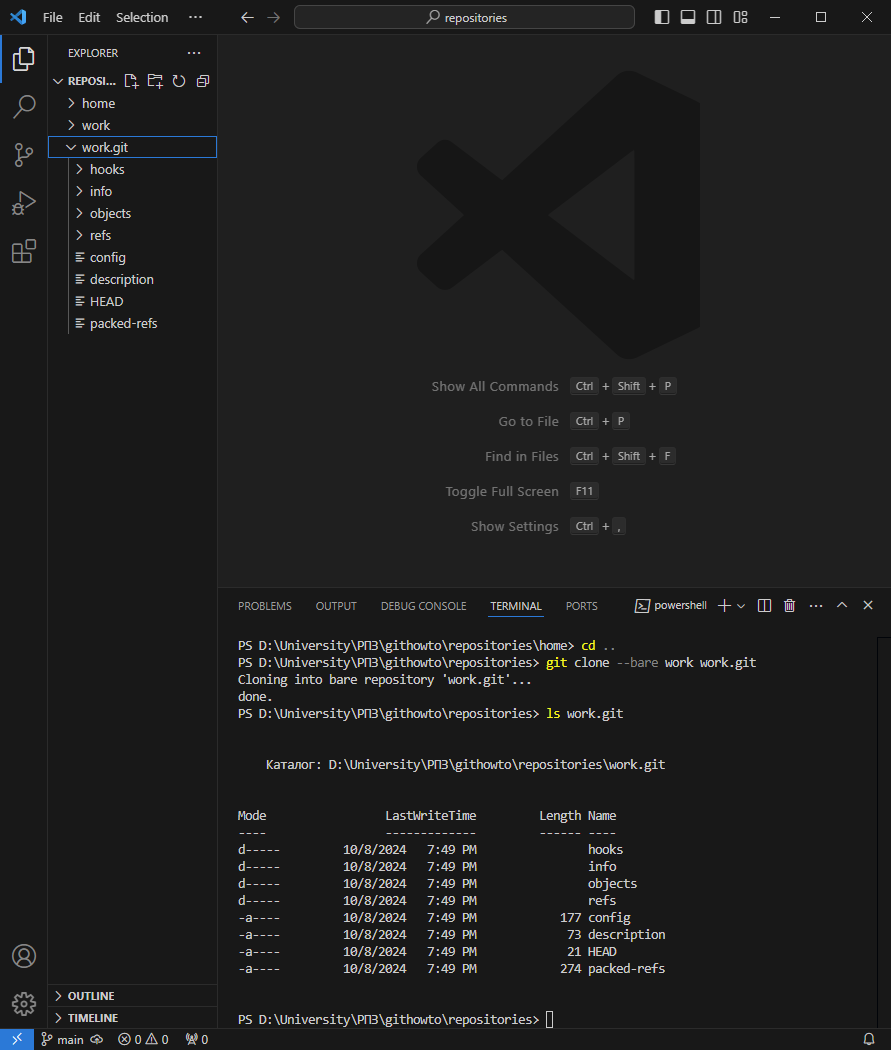 File Edit Selection ··· repositories
EXPLORER ···
REPOSI...
home
work
work.git
hooks
info
objects
refs
config
description
HEAD
packed-refs
Show All Commands Ctrl + Shift + P
Go to File Ctrl + P
Find in Files Ctrl + Shift + F
Toggle Full Screen F11
Show Settings Ctrl + ,
PROBLEMS OUTPUT DEBUG CONSOLE TERMINAL PORTS powershell ···
PS D:\University\РПЗ\githowto\repositories\home> cd ..
PS D:\University\РПЗ\githowto\repositories> git clone --bare work work.git
Cloning into bare repository 'work.git'...
done.
PS D:\University\РПЗ\githowto\repositories> ls work.git
Каталог: D:\University\РПЗ\githowto\repositories\work.git
Mode LastWriteTime Length Name
---- ------------- ------ ----
d----- 10/8/2024 7:49 PM hooks
d----- 10/8/2024 7:49 PM info
d----- 10/8/2024 7:49 PM objects
d----- 10/8/2024 7:49 PM refs
-a---- 10/8/2024 7:49 PM 177 config
-a---- 10/8/2024 7:49 PM 73 description
-a---- 10/8/2024 7:49 PM 21 HEAD
-a---- 10/8/2024 7:49 PM 274 packed-refs
PS D:\University\РПЗ\githowto\repositories>
OUTLINE
TIMELINE
main 0 0 0